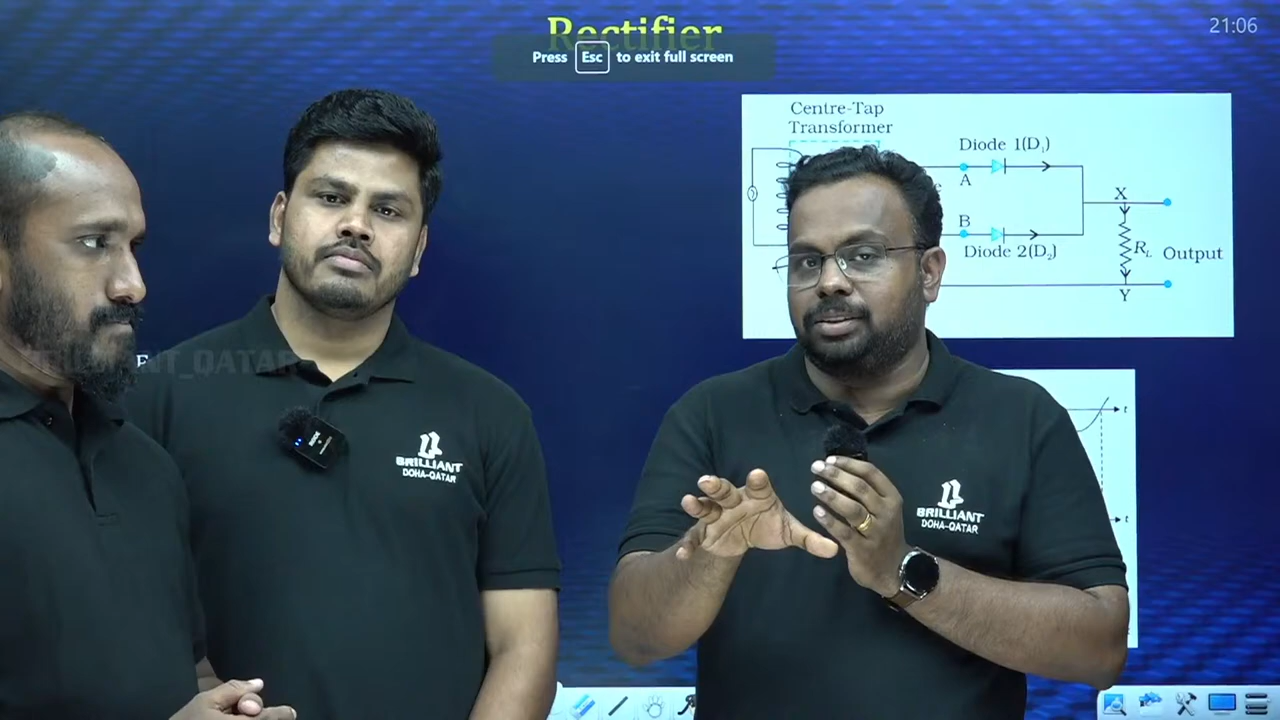 Rectifier
21:06
Press Esc to exit full screen
Centre-Tap
Transformer
Diode 1(D₁)
A
X
B
Diode 2(D₂)
R_L Output
Y
t
t
BRILLIANT
DOHA-QATAR
BRILLIANT
DOHA-QATAR